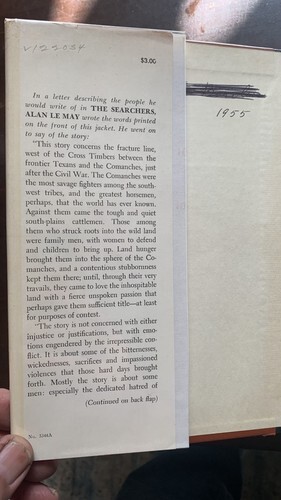 V122034
$3.00
In a letter describing the people he
would write of in THE SEARCHERS,
ALAN LE MAY wrote the words printed
on the front of this jacket. He went on
to say of the story:
"This story concerns the fracture line,
west of the Cross Timbers between the
frontier Texans and the Comanches, just
after the Civil War. The Comanches were
the most savage fighters among the south-
west tribes, and the greatest horsemen,
perhaps, that the world has ever known.
Against them came the tough and quiet
south-plains cattlemen. Those among
them who struck roots into the wild land
were family men, with women to defend
and children to bring up. Land hunger
brought them into the sphere of the Co-
manches, and a contentious stubbornness
kept them there; until, through their very
travails, they came to love the inhospitable
land with a fierce unspoken passion that
perhaps gave them sufficient title—at least
for purposes of contest.
"The story is not concerned with either
injustice or justifications, but with emo-
tions engendered by the irrepressible con-
flict. It is about some of the bitternesses,
wickednesses, sacrifices and impassioned
violences that those hard days brought
forth. Mostly the story is about some
men: especially the dedicated hatred of
(Continued on back flap)
1955